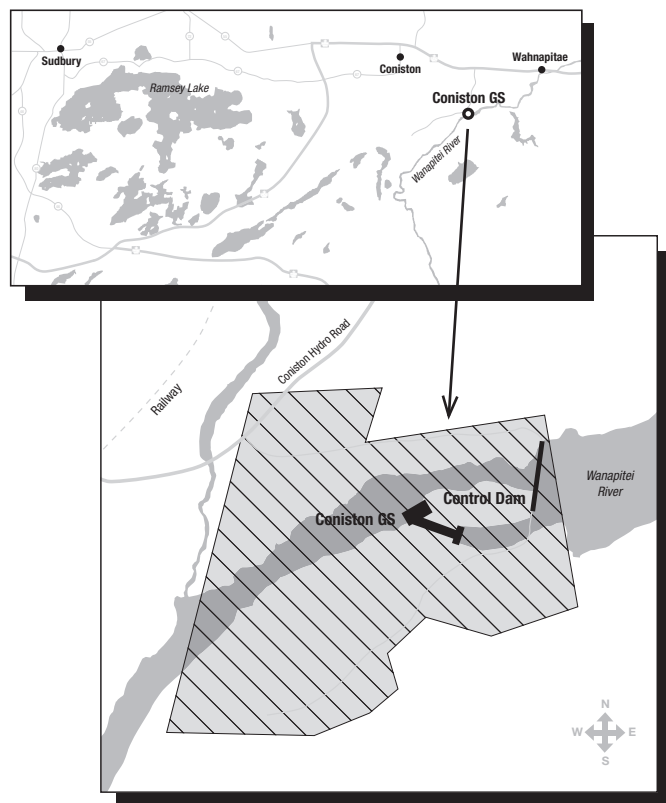 Sudbury
Ramsey Lake
Coniston
Wahnapitae
Coniston GS
Wanapitei River
Coniston Hydro Road
Railway
Wanapitei
River
Control Dam
Coniston GS
N
W E
S